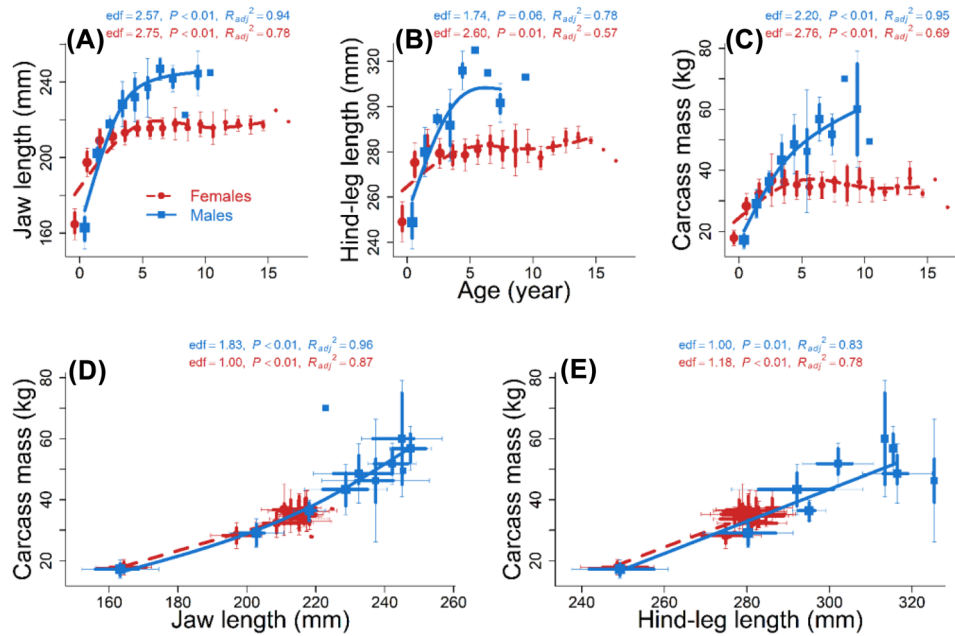 edf = 2.57, P < 0.01, Radj² = 0.94
edf = 2.75, P < 0.01, Radj² = 0.78
(A)
Jaw length (mm)
160
200
240
0
5
10
15
Females
Males
edf = 1.74, P = 0.06, Radj² = 0.78
edf = 2.60, P = 0.01, Radj² = 0.57
(B)
Hind-leg length (mm)
240
260
280
300
320
0
5
10
15
Age (year)
edf = 2.20, P < 0.01, Radj² = 0.95
edf = 2.76, P < 0.01, Radj² = 0.69
(C)
Carcass mass (kg)
20
40
60
80
0
5
10
15
edf = 1.83, P < 0.01, Radj² = 0.96
edf = 1.00, P < 0.01, Radj² = 0.87
(D)
Carcass mass (kg)
20
40
60
80
160
180
200
220
240
260
Jaw length (mm)
edf = 1.00, P = 0.01, Radj² = 0.83
edf = 1.18, P < 0.01, Radj² = 0.78
(E)
Carcass mass (kg)
20
40
60
80
240
260
280
300
320
Hind-leg length (mm)